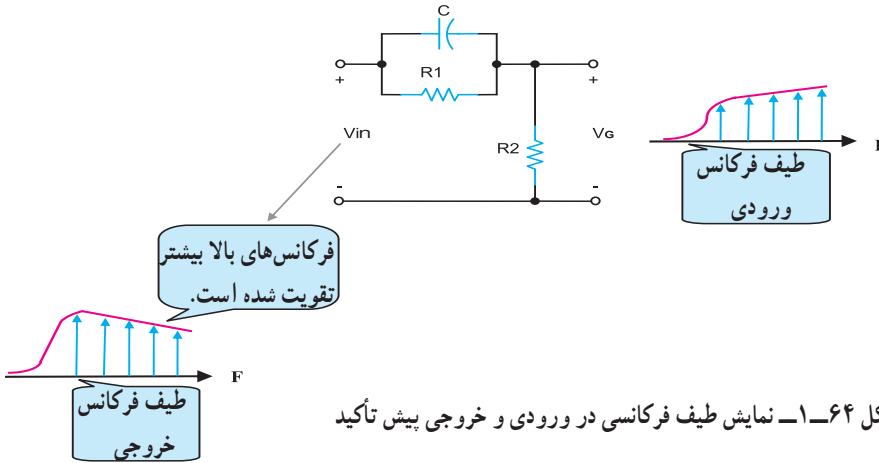 C
R1
+
+
Vin
R2
VG
-
-
طیف فرکانس
ورودی
فرکانس‌های بالا بیشتر
تقویت شده است.
F
طیف فرکانس
خروجی
کل ۶۴ــ۱ــ نمایش طیف فرکانسی در ورودی و خروجی پیش تأکید